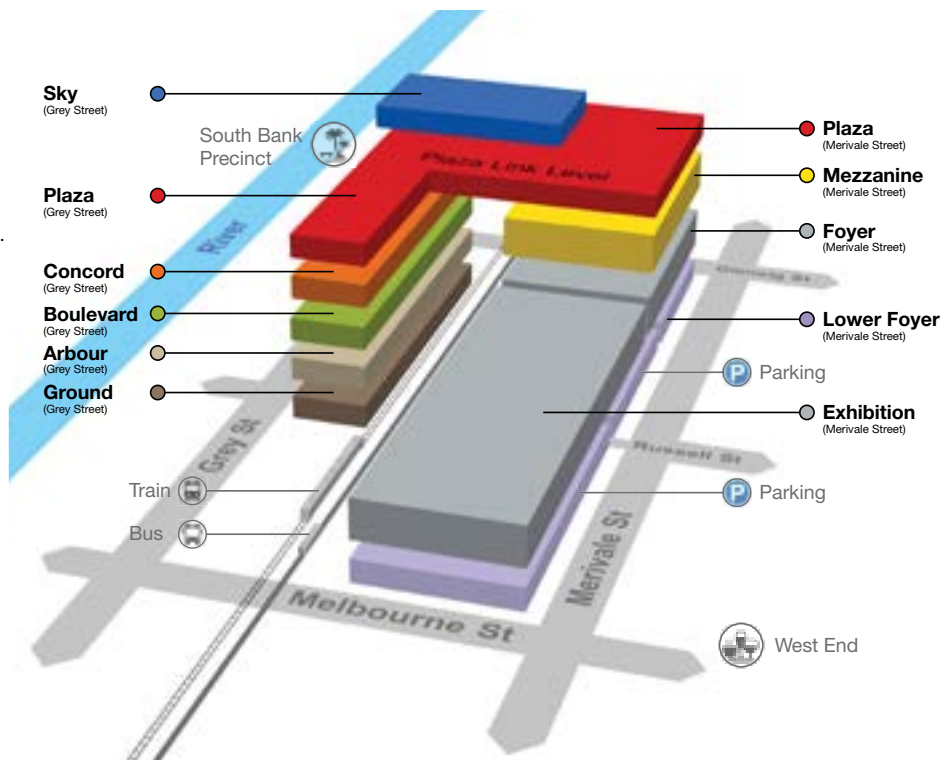 Sky
(Grey Street)
South Bank
Precinct
Plaza
(Grey Street)
River
Concord
(Grey Street)
Boulevard
(Grey Street)
Arbour
(Grey Street)
Ground
(Grey Street)
Plaza Link Level
Plaza
(Merivale Street)
Mezzanine
(Merivale Street)
Foyer
(Merivale Street)
Lower Foyer
(Merivale Street)
P Parking
Exhibition
(Merivale Street)
Russell St
P Parking
Grey St
Train
Bus
Merivale St
Melbourne St
West End